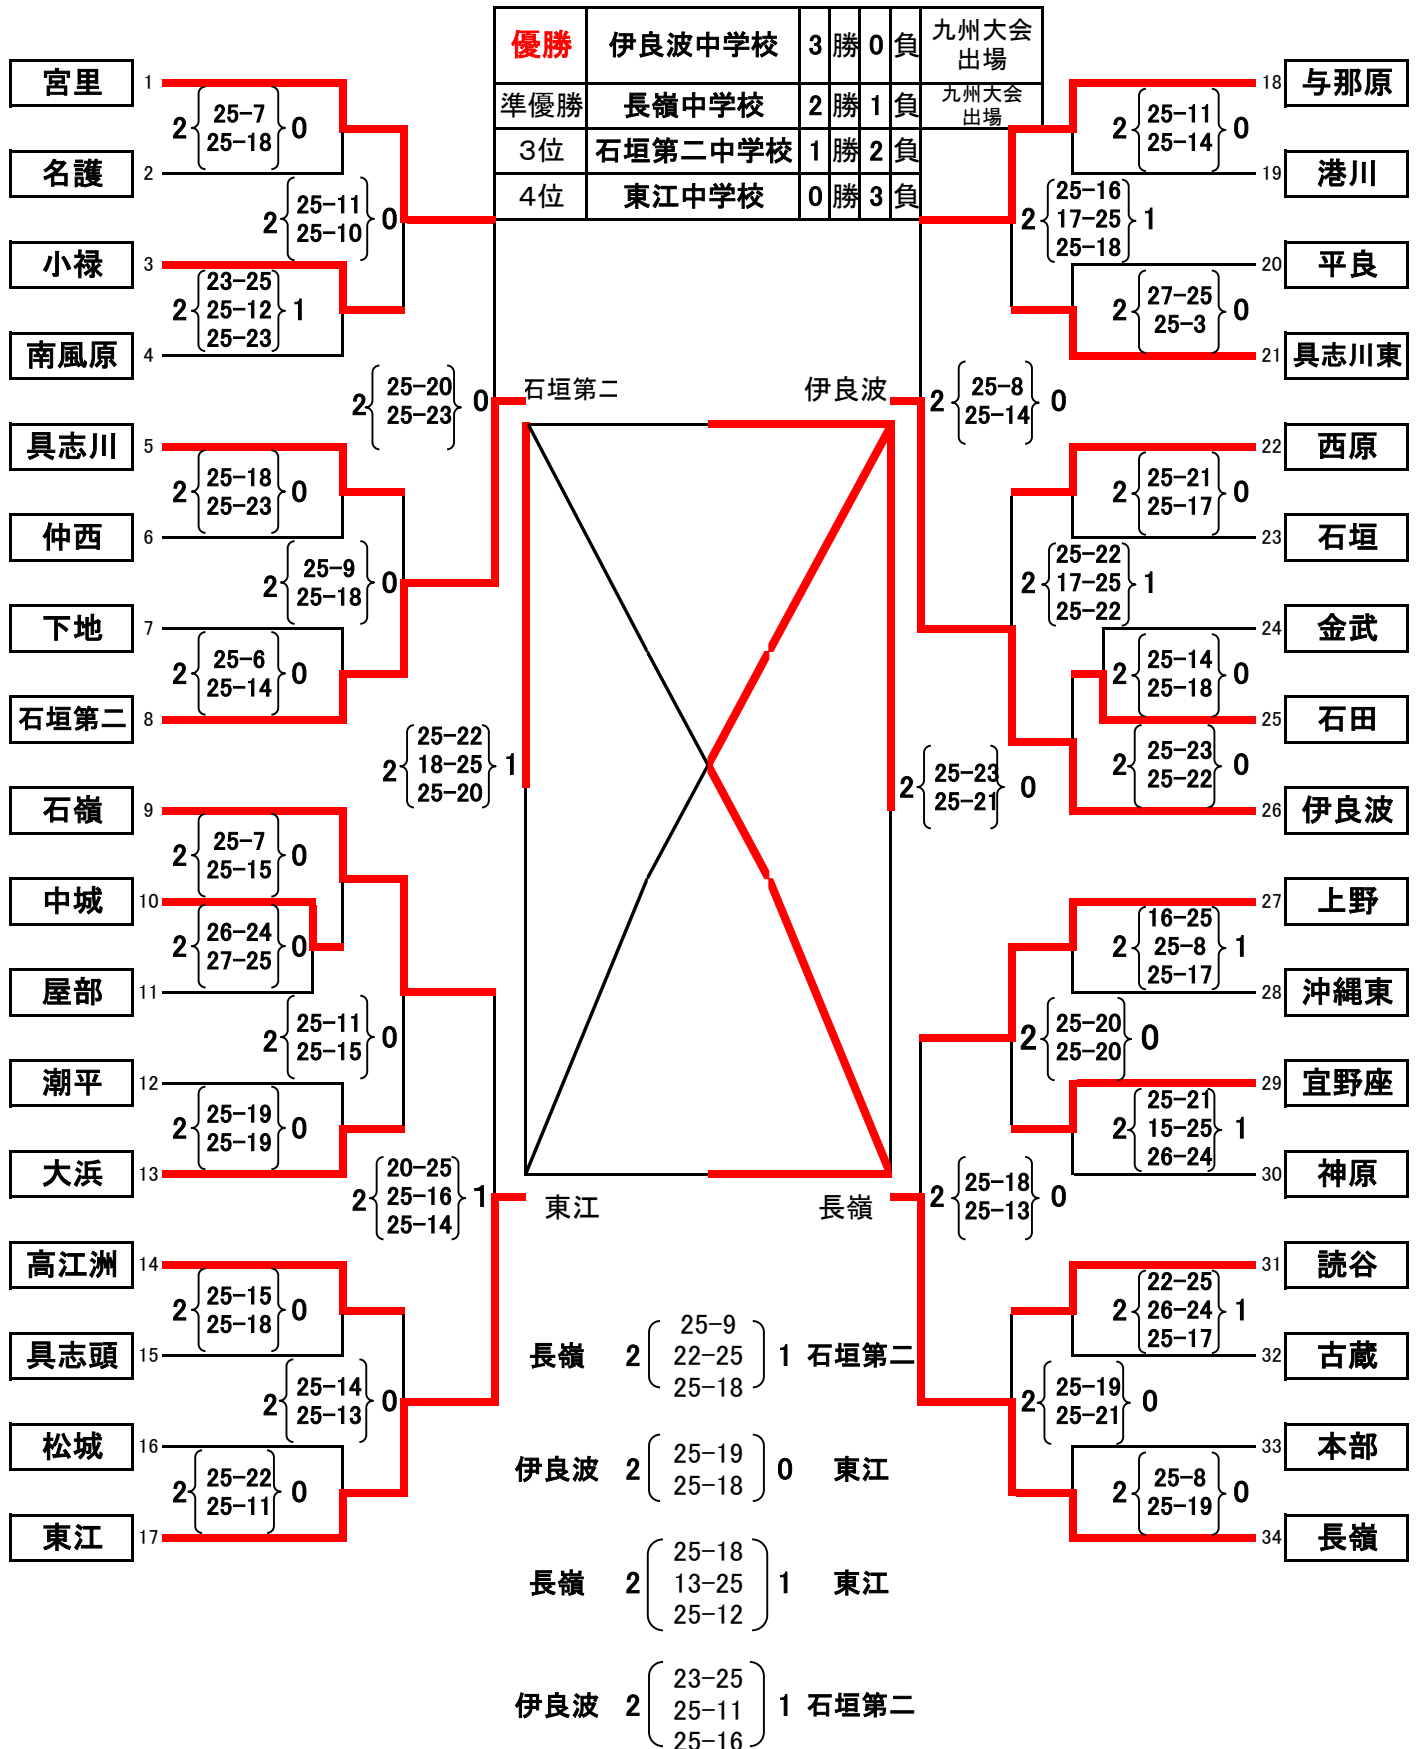 優勝 伊良波中学校 3 勝 0 負 九州大会出場
準優勝 長嶺中学校 2 勝 1 負 九州大会出場
3位 石垣第二中学校 1 勝 2 負
4位 東江中学校 0 勝 3 負
宮里 1
2 25-7 0
25-18
名護 2
2 25-11 0
25-10
小禄 3
2 23-25 1
25-12
25-23
南風原 4
2 25-20 0
25-23
具志川 5
2 25-18 0
25-23
仲西 6
2 25-9 0
25-18
下地 7
2 25-6 0
25-14
石垣第二 8
2 25-22 1
18-25
25-20
石嶺 9
2 25-7 0
25-15
中城 10
2 26-24 0
27-25
屋部 11
2 25-11 0
25-15
潮平 12
2 25-19 0
25-19
大浜 13
2 20-25 1
25-16
25-14
高江洲 14
2 25-15 0
25-18
具志頭 15
2 25-14 0
25-13
松城 16
2 25-22 0
25-11
東江 17
石垣第二
伊良波
東江
長嶺
18 与那原
2 25-11 0
25-14
19 港川
2 25-16 1
17-25
25-18
20 平良
2 27-25 0
25-3
21 具志川東
2 25-8 0
25-14
22 西原
2 25-21 0
25-17
23 石垣
2 25-22 1
17-25
25-22
24 金武
2 25-14 0
25-18
25 石田
2 25-23 0
25-22
26 伊良波
2 25-23 0
25-21
27 上野
2 16-25 1
25-8
25-17
28 沖縄東
2 25-20 0
25-20
29 宜野座
2 25-21 1
15-25
26-24
30 神原
2 25-18 0
25-13
31 読谷
2 22-25 1
26-24
25-17
32 古蔵
2 25-19 0
25-21
33 本部
2 25-8 0
25-19
34 長嶺
長嶺 2 25-9 1 石垣第二
22-25
25-18
伊良波 2 25-19 0 東江
25-18
長嶺 2 25-18 1 東江
13-25
25-12
伊良波 2 23-25 1 石垣第二
25-11
25-16